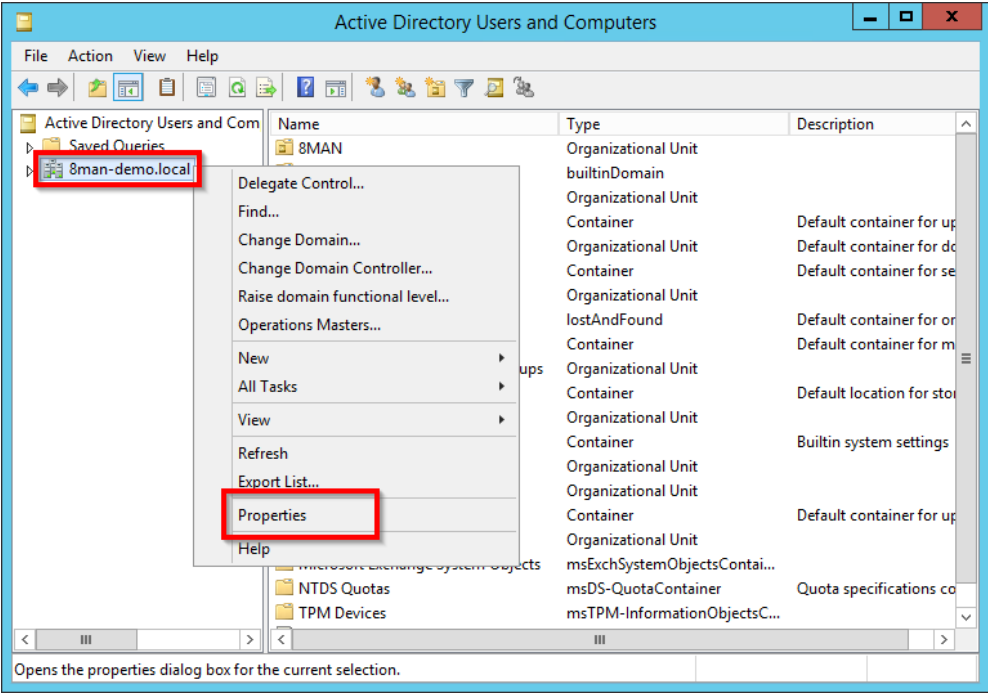 Active Directory Users and Computers
File Action View Help
Active Directory Users and Com
Saved Queries
8man-demo.local
Name Type Description
8MAN Organizational Unit
builtinDomain
Organizational Unit
Container Default container for up
Organizational Unit Default container for do
Container Default container for se
Organizational Unit
lostAndFound Default container for or
Container Default container for m
ups Organizational Unit
Container Default location for stor
Organizational Unit
Container Builtin system settings
Organizational Unit
Organizational Unit
Container Default container for up
Organizational Unit
Microsoft Exchange System Objects msExchSystemObjectsContai...
NTDS Quotas msDS-QuotaContainer Quota specifications co
TPM Devices msTPM-InformationObjectsC...
Delegate Control...
Find...
Change Domain...
Change Domain Controller...
Raise domain functional level...
Operations Masters...
New
All Tasks
View
Refresh
Export List...
Properties
Help
Opens the properties dialog box for the current selection.